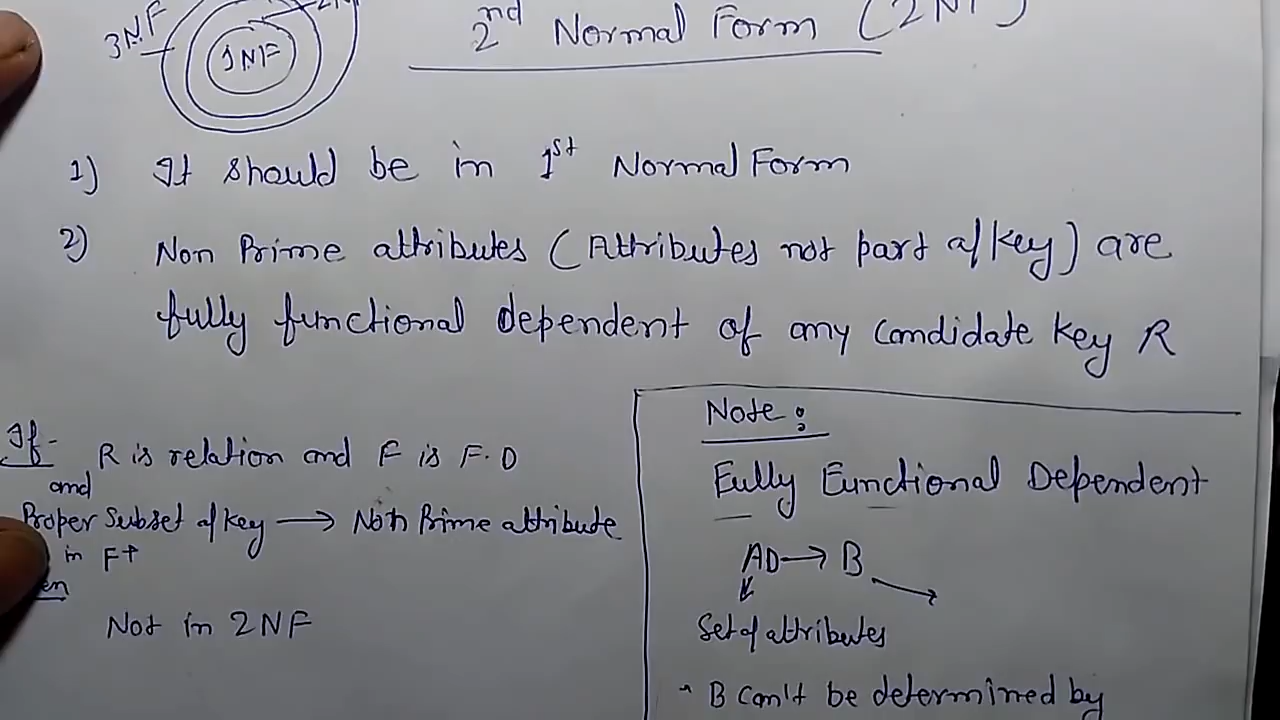 3NF
1NF
2nd Normal Form (2NF)
1) It should be in 1st Normal Form
2) Non Prime attributes (Attributes not part of key) are
fully functional dependent of any candidate key R
If R is relation and F is F.D
and
Proper Subset of key → Non Prime attribute
in F+
Not in 2NF
Note:
Fully Functional Dependent
AD → B
Set of attributes
B can't be determined by